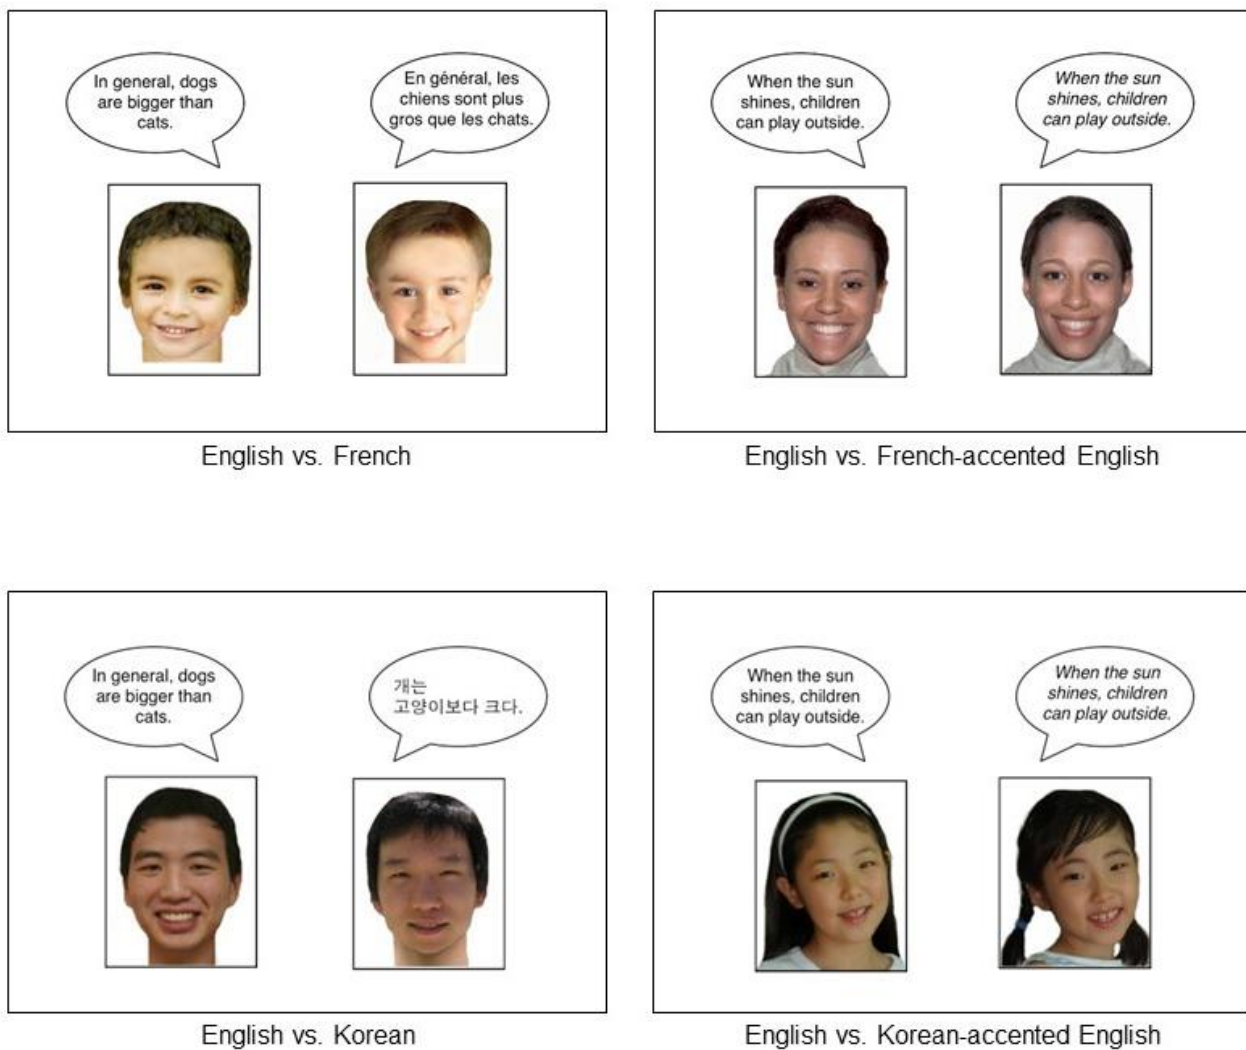 In general, dogs
are bigger than
cats.
En général, les
chiens sont plus
gros que les chats.
English vs. French
When the sun
shines, children
can play outside.
When the sun
shines, children
can play outside.
English vs. French-accented English
In general, dogs
are bigger than
cats.
개는
고양이보다 크다.
English vs. Korean
When the sun
shines, children
can play outside.
When the sun
shines, children
can play outside.
English vs. Korean-accented English